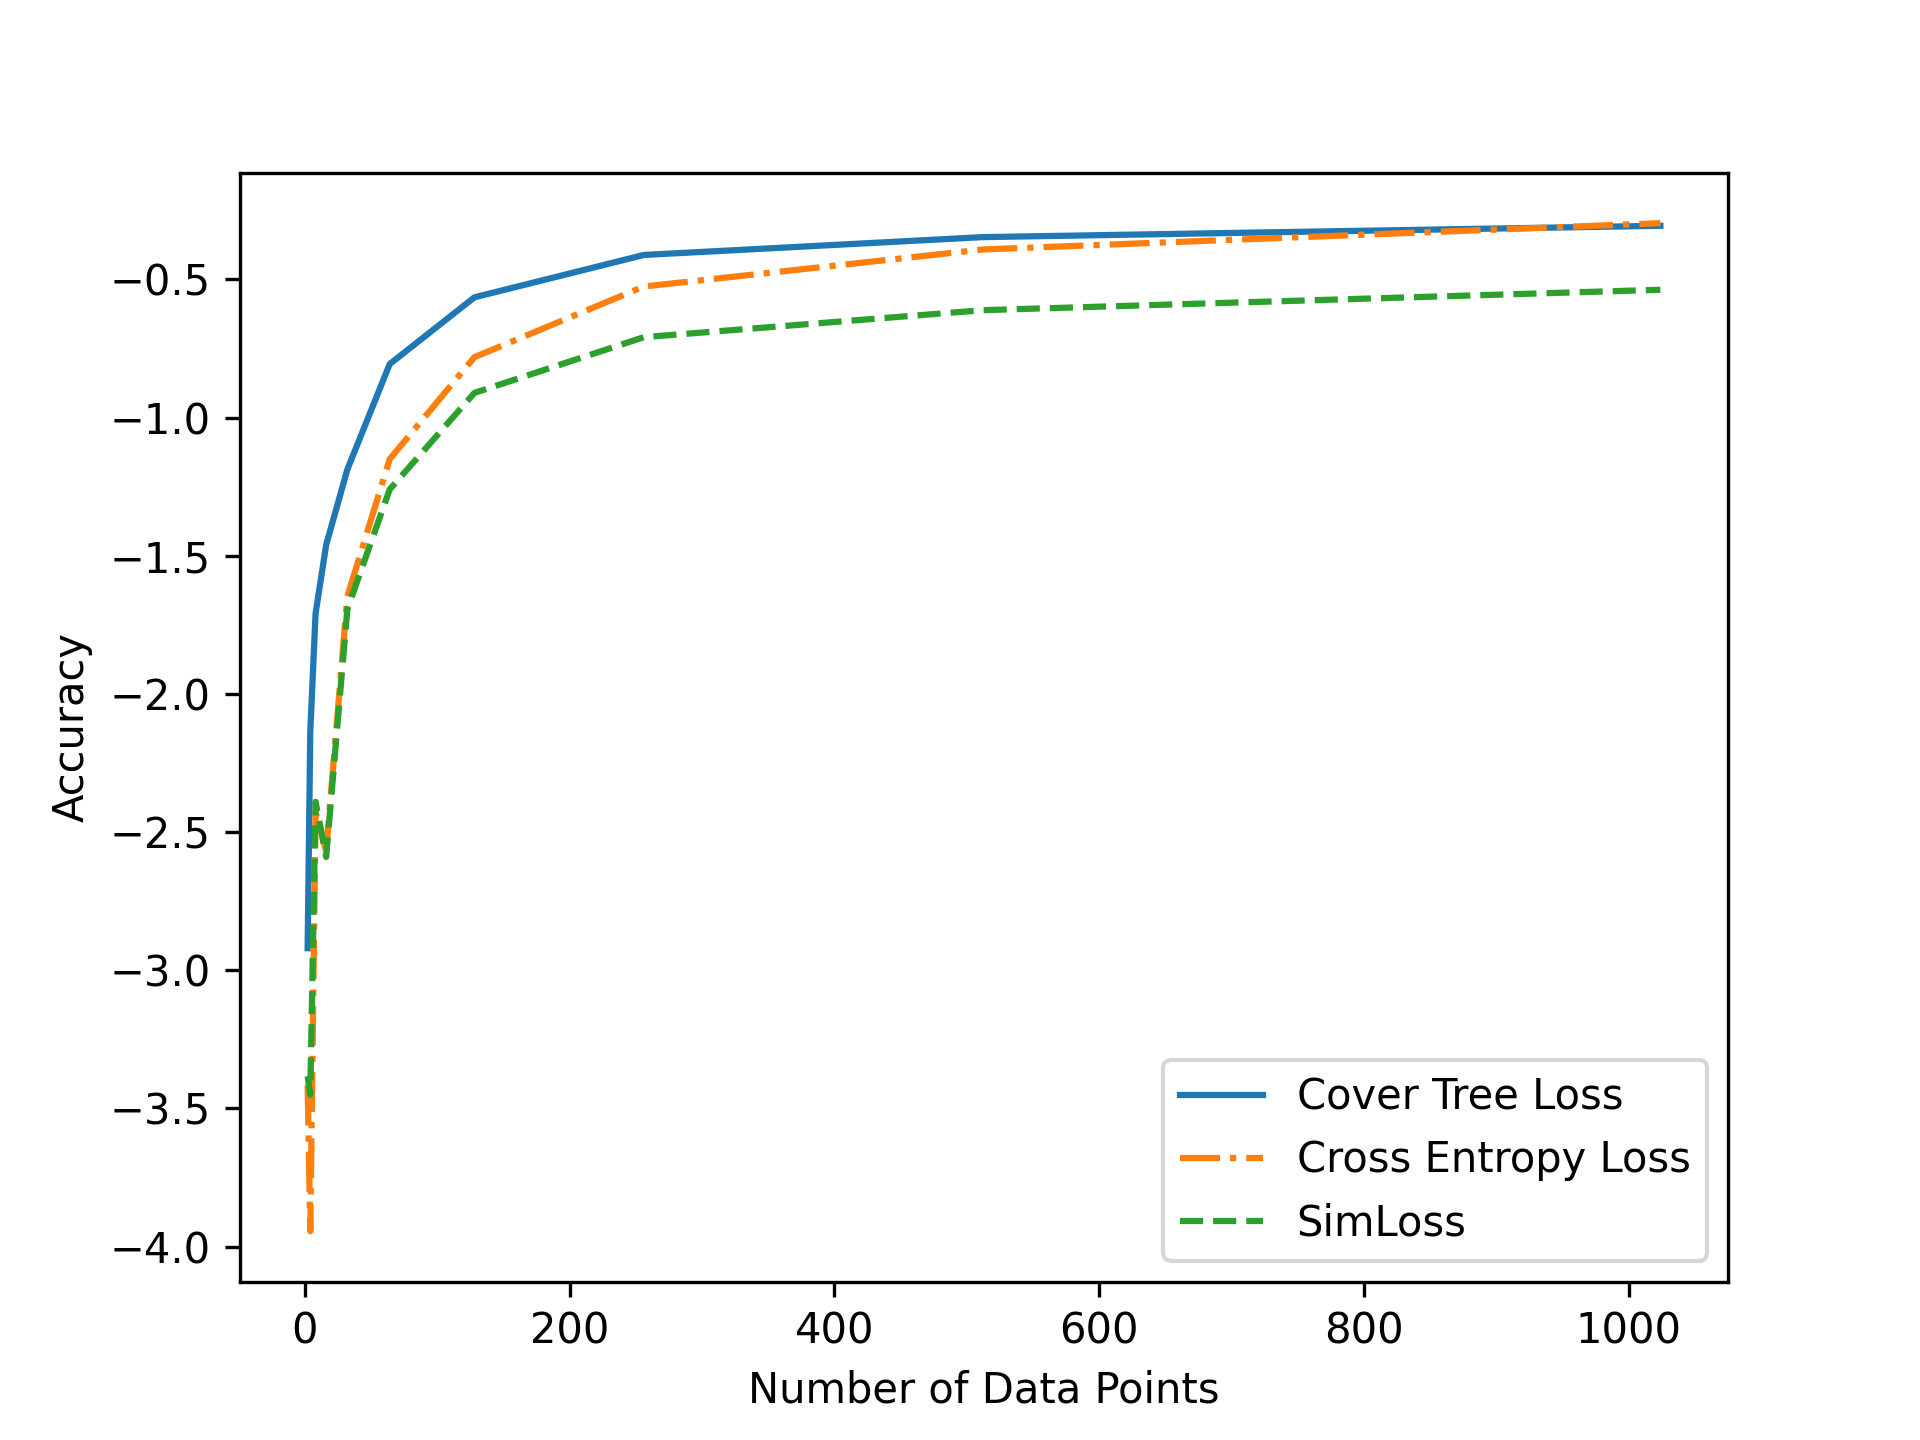 −0.5
−1.0
−1.5
−2.0
−2.5
−3.0
−3.5
−4.0
Accuracy
0 200 400 600 800 1000
Number of Data Points
Cover Tree Loss
Cross Entropy Loss
SimLoss